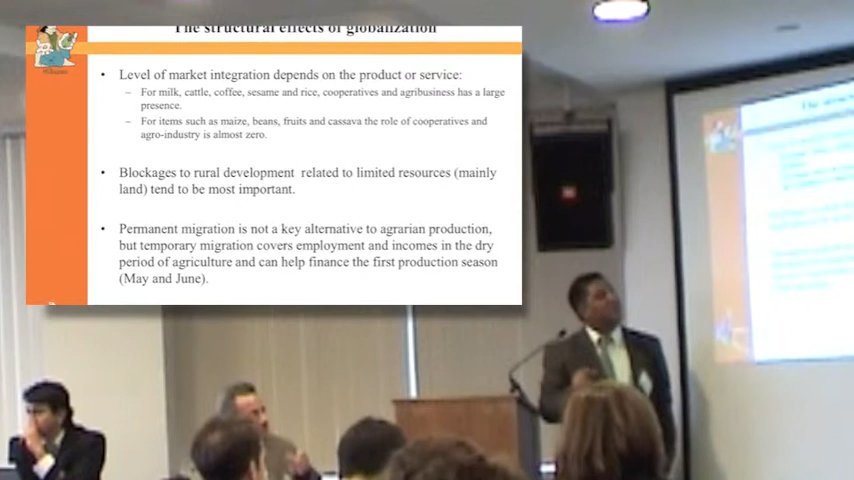 The structural effects of globalization
• Level of market integration depends on the product or service:
– For milk, cattle, coffee, sesame and rice, cooperatives and agribusiness has a large
presence.
– For items such as maize, beans, fruits and cassava the role of cooperatives and
agro-industry is almost zero.
• Blockages to rural development related to limited resources (mainly
land) tend to be most important.
• Permanent migration is not a key alternative to agrarian production,
but temporary migration covers employment and incomes in the dry
period of agriculture and can help finance the first production season
(May and June).